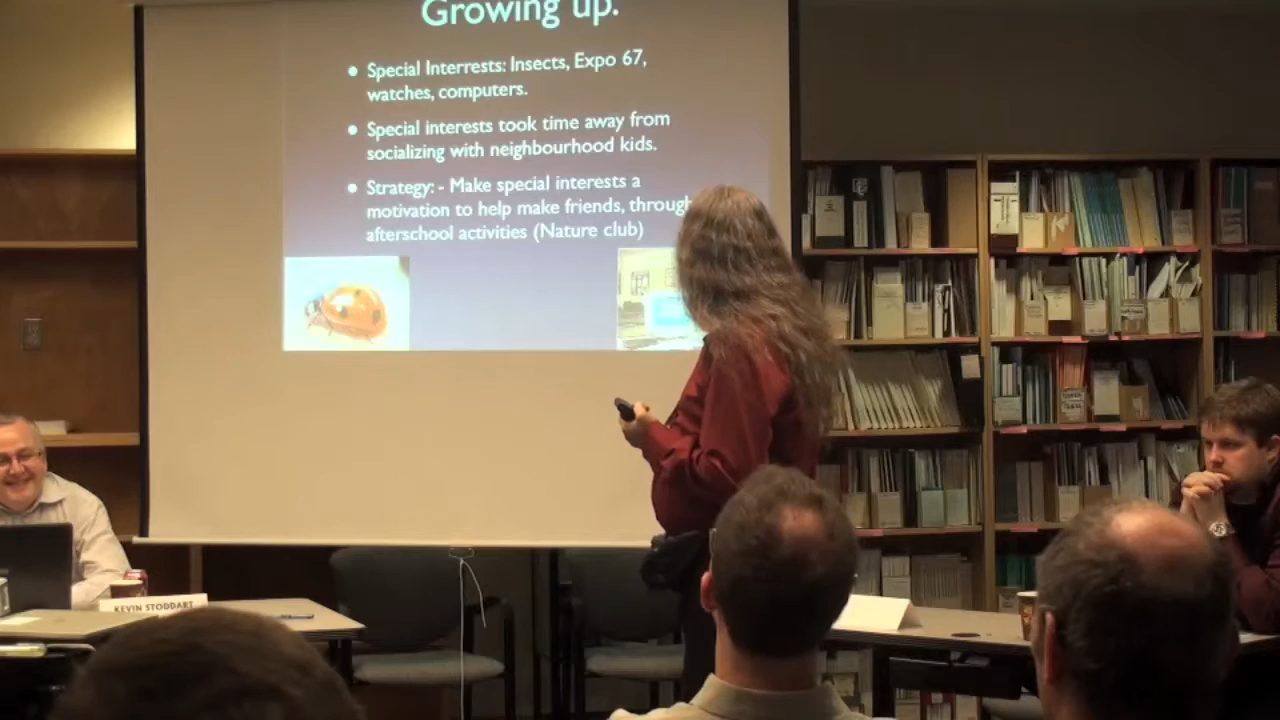 Growing up.
• Special Interrests: Insects, Expo 67,
watches, computers.
• Special interests took time away from
socializing with neighbourhood kids.
• Strategy: - Make special interests a
motivation to help make friends, through
afterschool activities (Nature club)
KEVIN STODDART